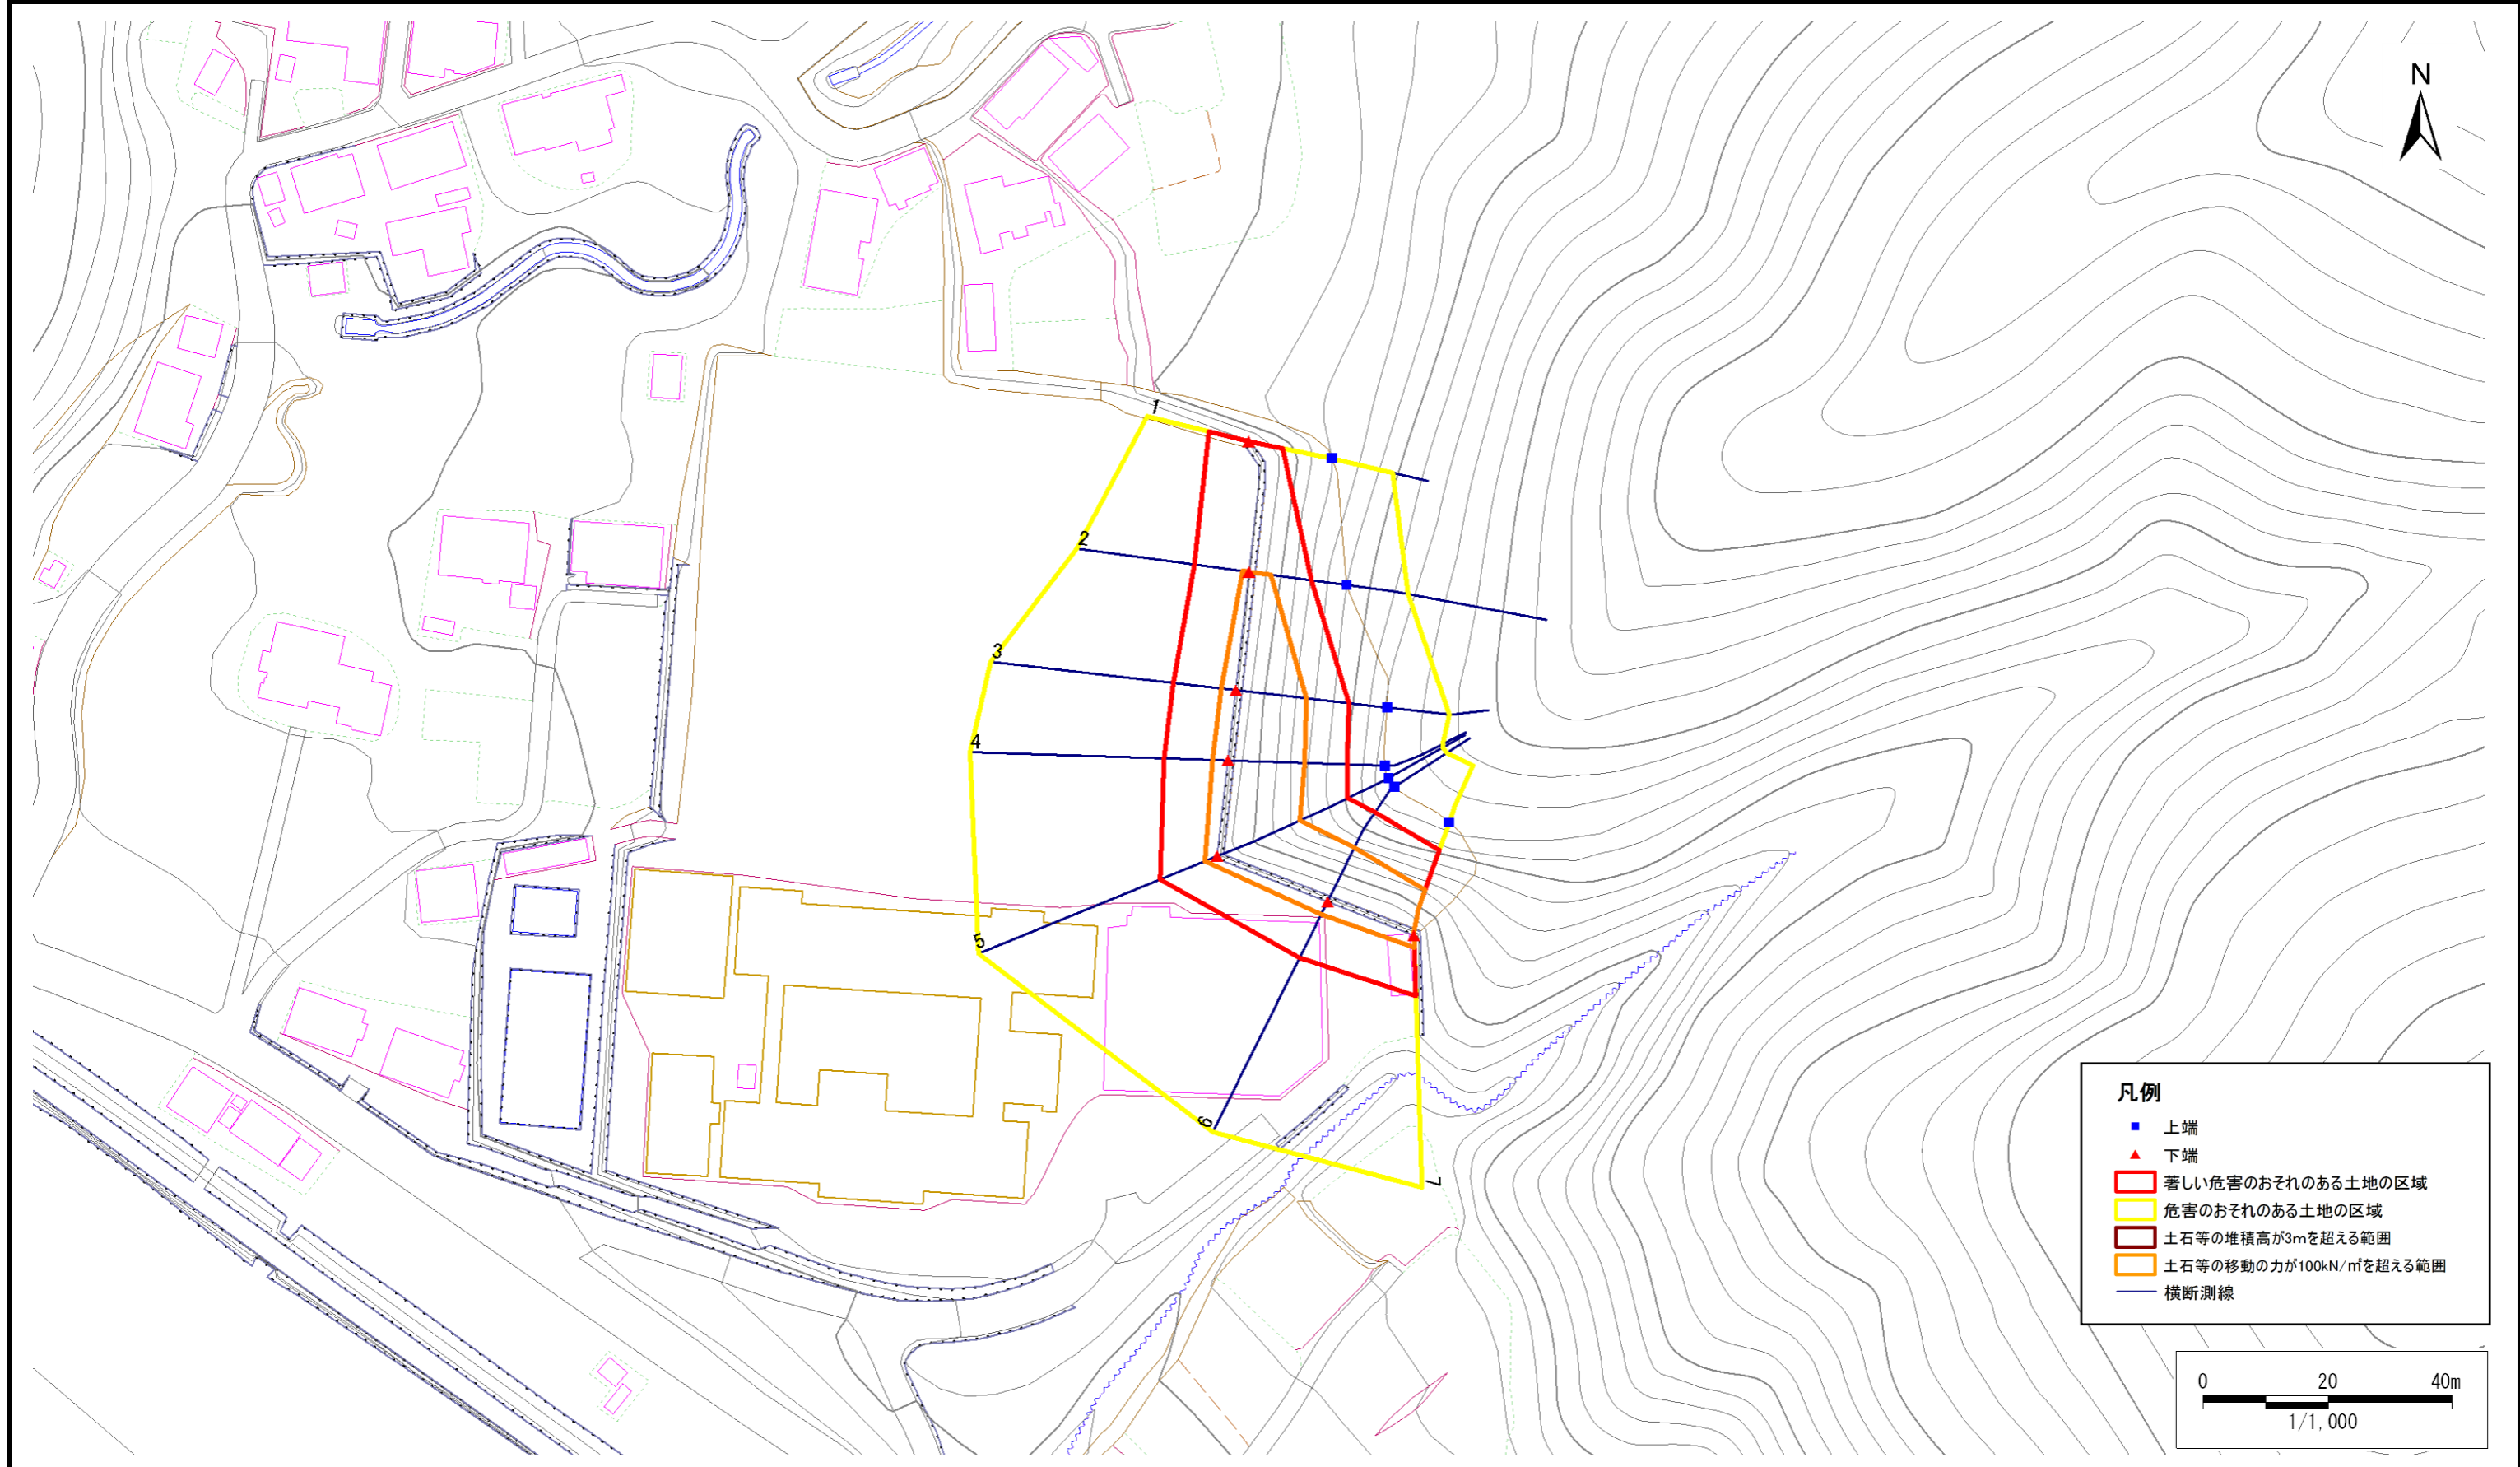 N
1
2
3
4
5
6
7
凡例
上端
下端
著しい危害のおそれのある土地の区域
危害のおそれのある土地の区域
土石等の堆積高が3mを超える範囲
土石等の移動の力が100kN/㎡を超える範囲
横断測線
0 20 40m
1/1,000